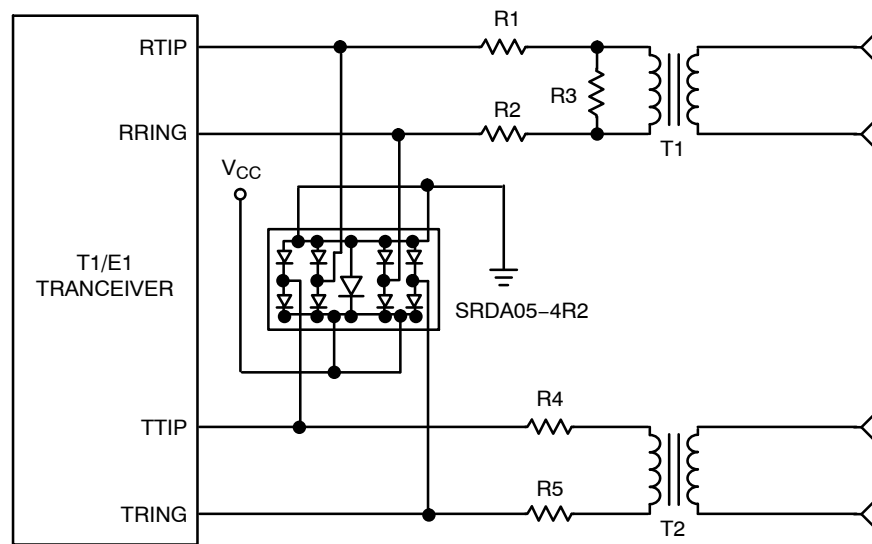 R1
RTIP
R3
R2
RRING
T1
VCC
T1/E1
TRANCEIVER
SRDA05−4R2
R4
TTIP
R5
TRING
T2